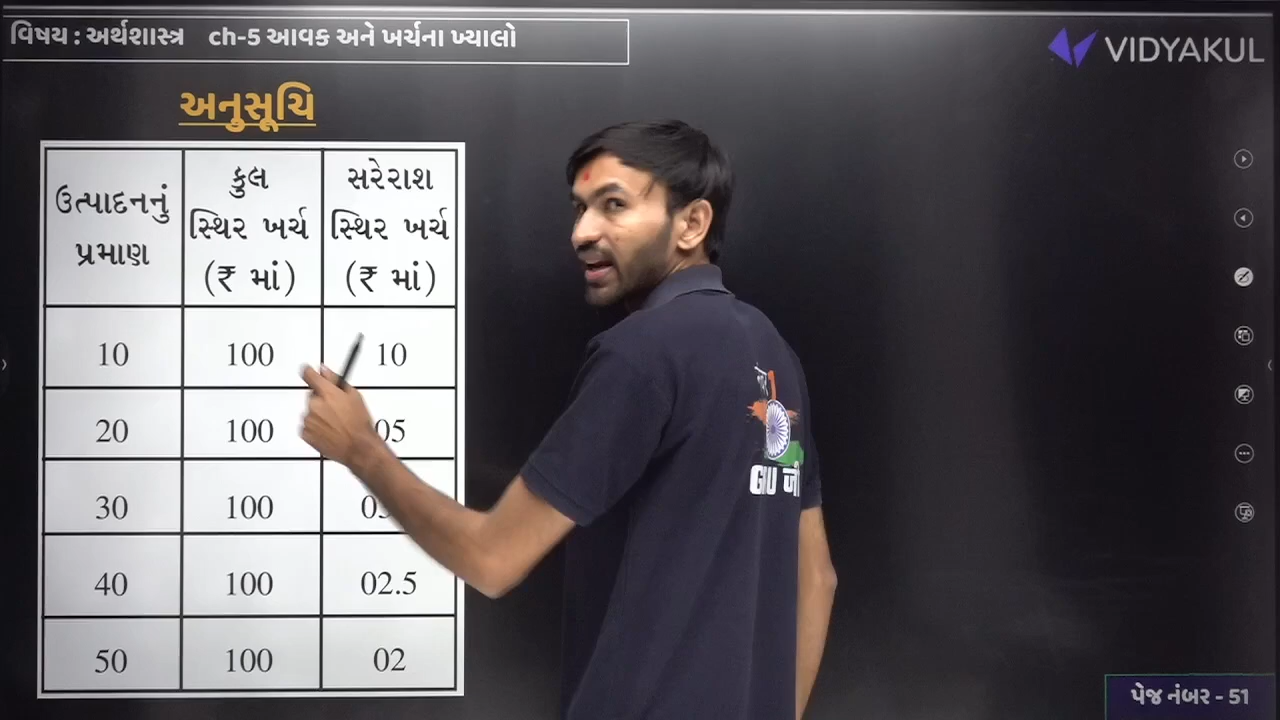 વિષય : અર્થશાસ્ત્ર ch-5 આવક અને ખર્ચના ખ્યાલો
VIDYAKUL
અનુસૂચિ
ઉત્પાદનનું પ્રમાણ
કુલ સ્થિર ખર્ચ (₹ માં)
સરેરાશ સ્થિર ખર્ચ (₹ માં)
10 100 10
20 100 05
30 100
40 100 02.5
50 100 02
પેજ નંબર - 51